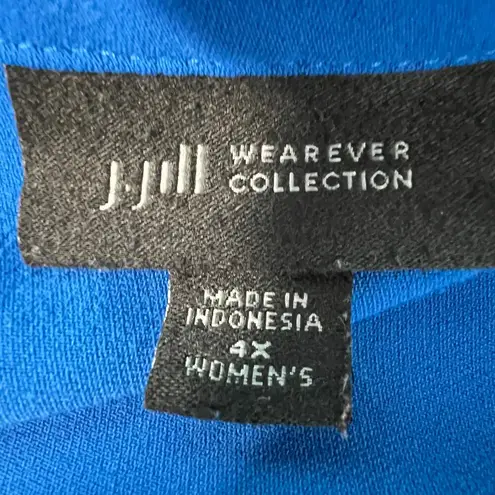 J.Jill WEAREVER
COLLECTION
MADE IN
INDONESIA
4X
WOMEN'S